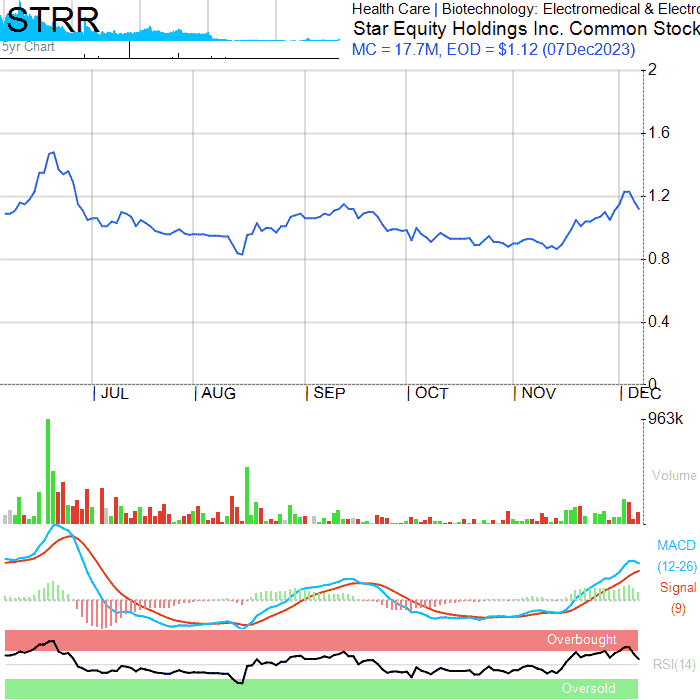 STRR
5yr Chart
Health Care | Biotechnology: Electromedical & Electro
Star Equity Holdings Inc. Common Stock
MC = 17.7M, EOD = $1.12 (07Dec2023)
2
1.6
1.2
0.8
0.4
0
JUL AUG SEP OCT NOV DEC
963k
Volume
MACD
(12-26)
Signal
(9)
Overbought
RSI(14)
Oversold